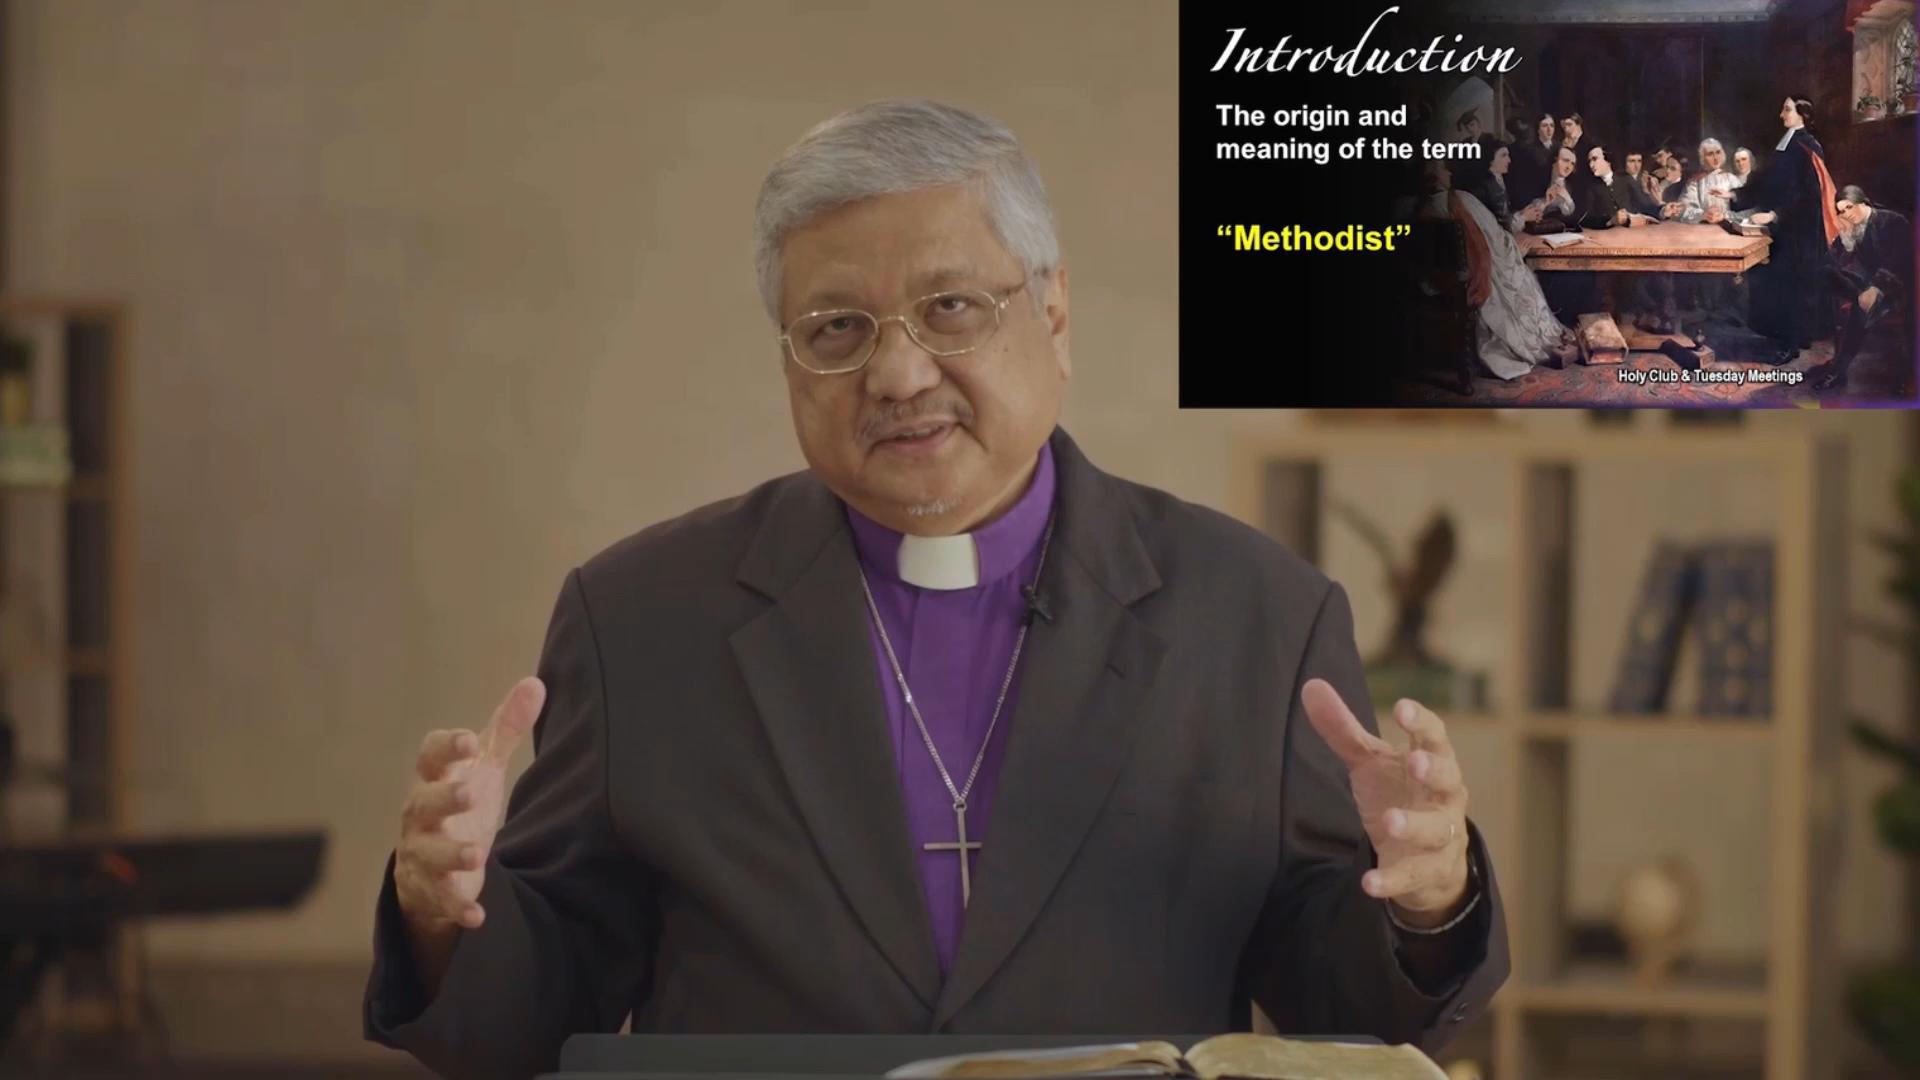 Introduction
The origin and
meaning of the term
“Methodist”
Holy Club & Tuesday Meetings